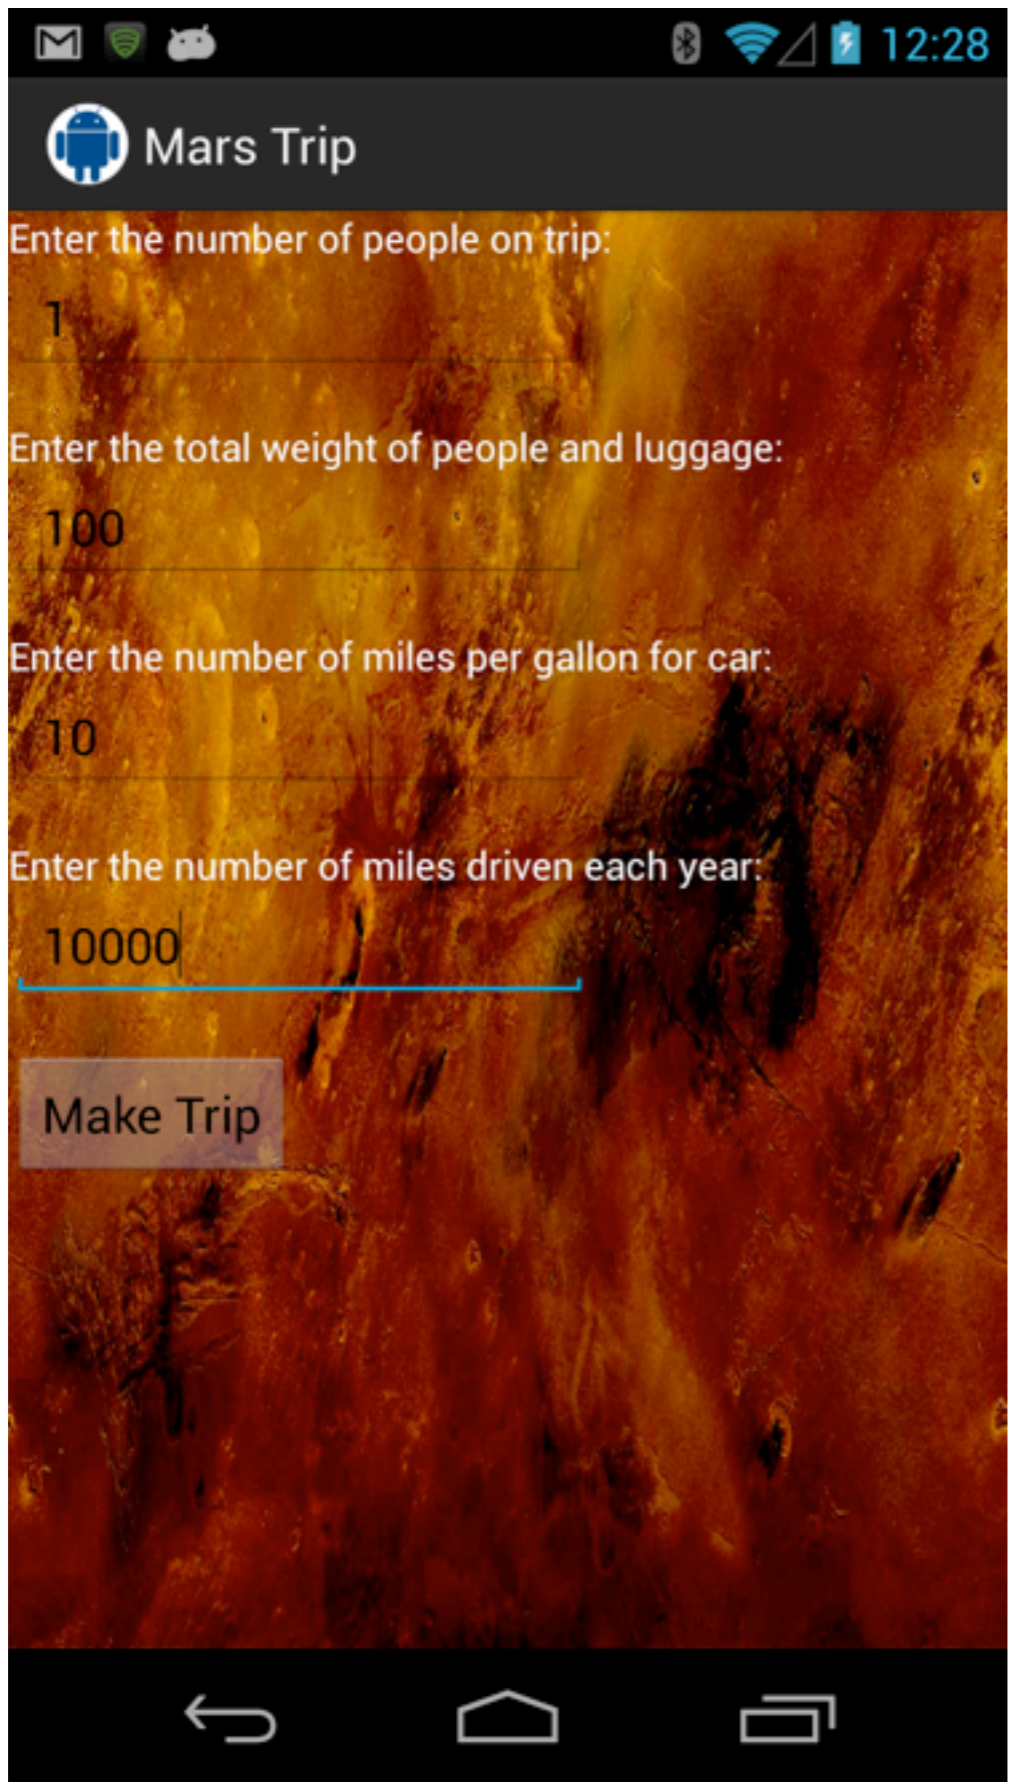 12:28
Mars Trip
Enter the number of people on trip:
1
Enter the total weight of people and luggage:
100
Enter the number of miles per gallon for car:
10
Enter the number of miles driven each year:
10000
Make Trip